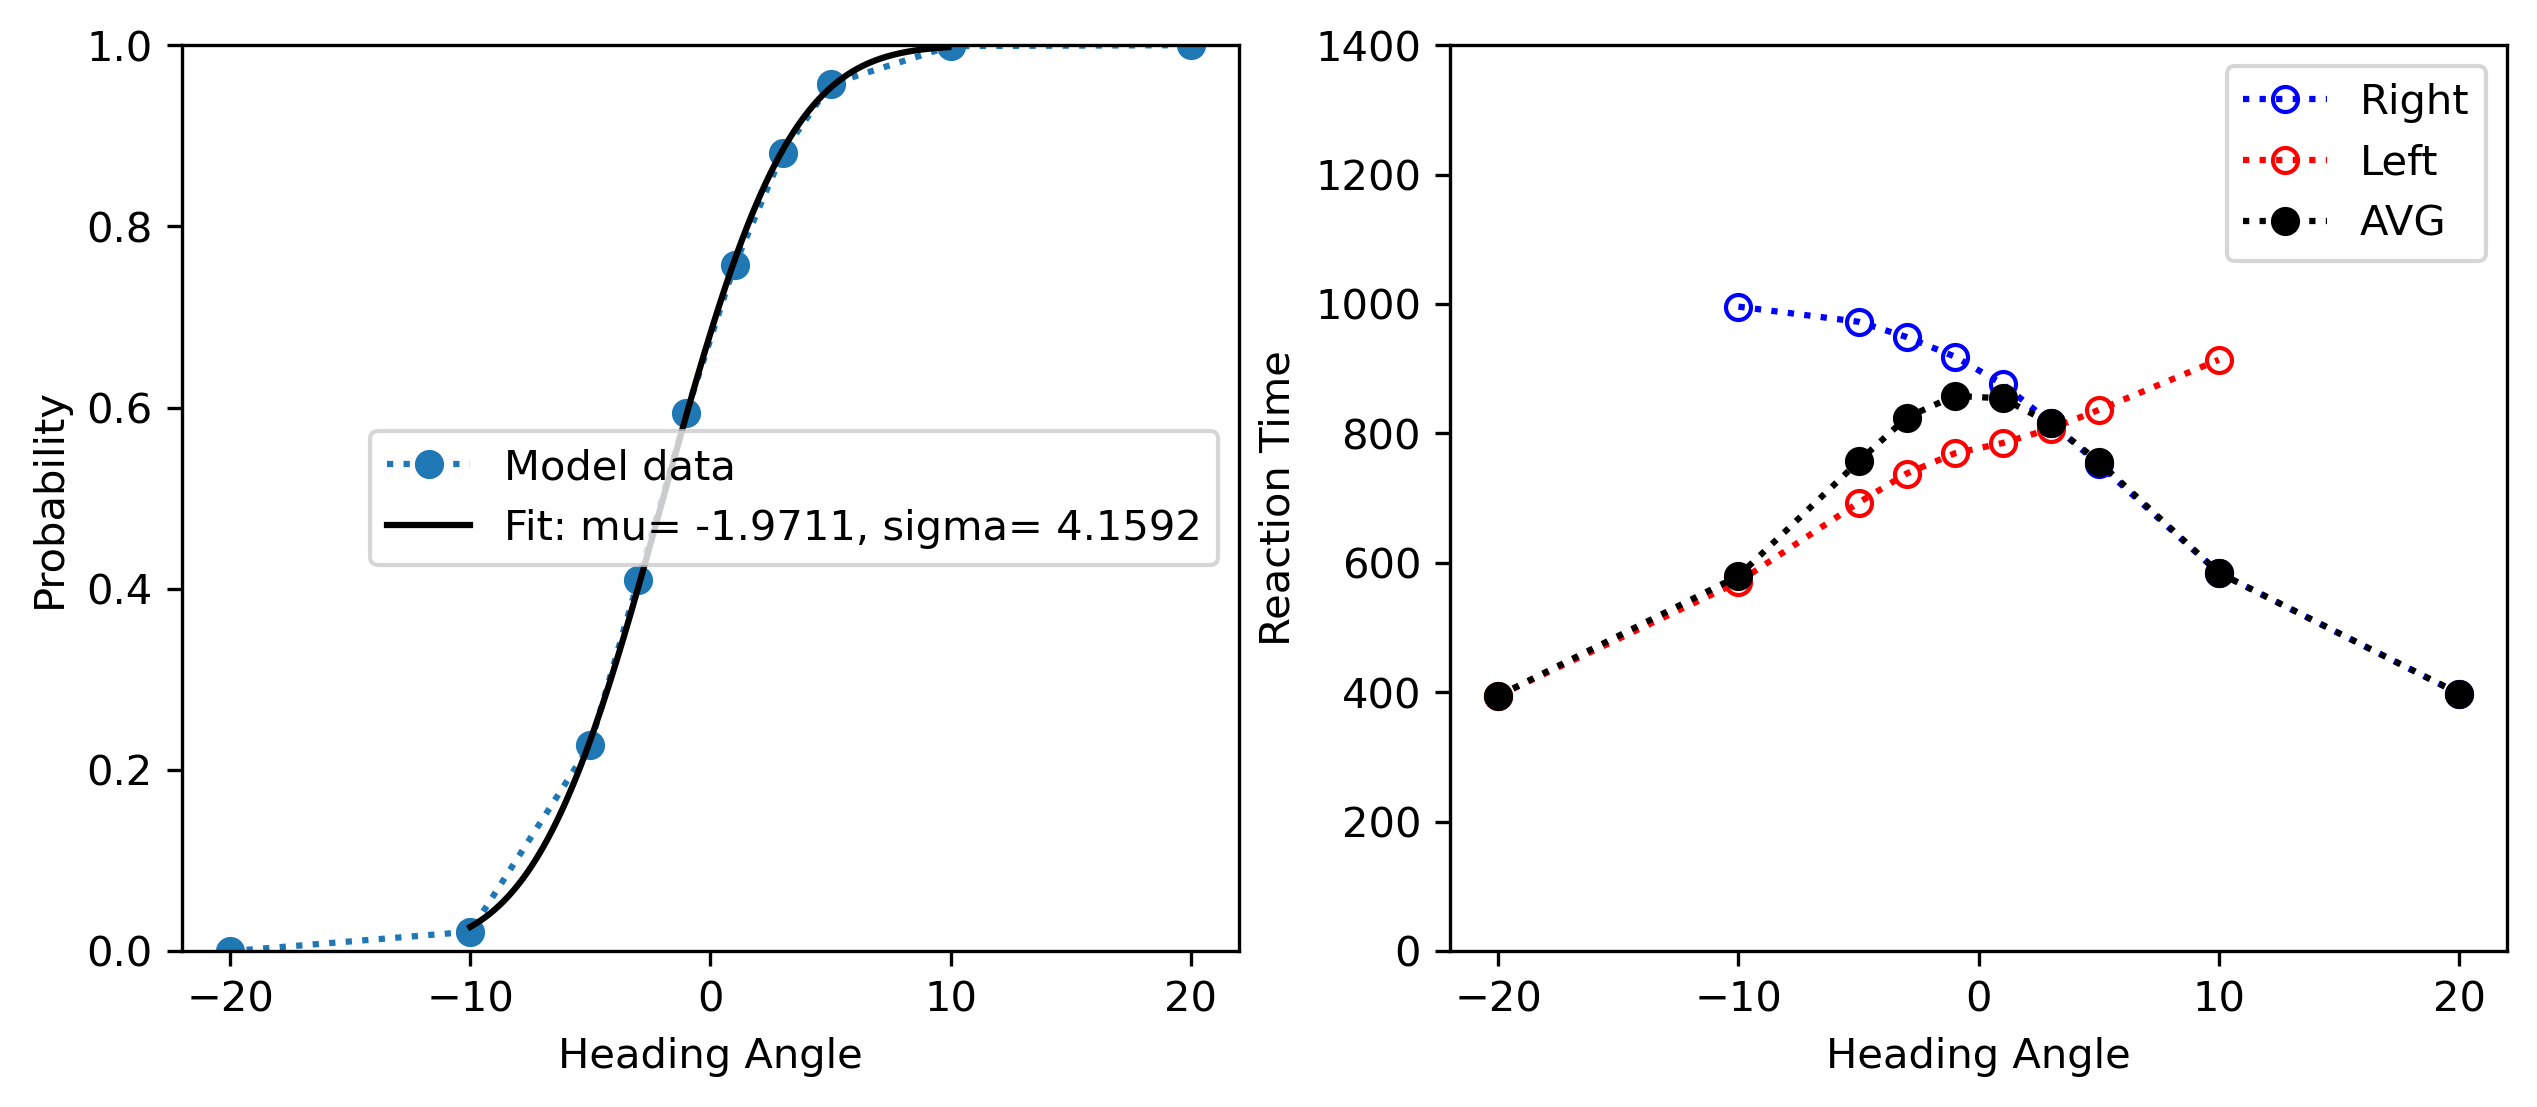 1.0
0.8
0.6
0.4
0.2
0.0
Probability
Model data
Fit: mu= -1.9711, sigma= 4.1592
−20 −10 0 10 20
Heading Angle
1400
1200
1000
800
600
400
200
0
Reaction Time
Right
Left
AVG
−20 −10 0 10 20
Heading Angle